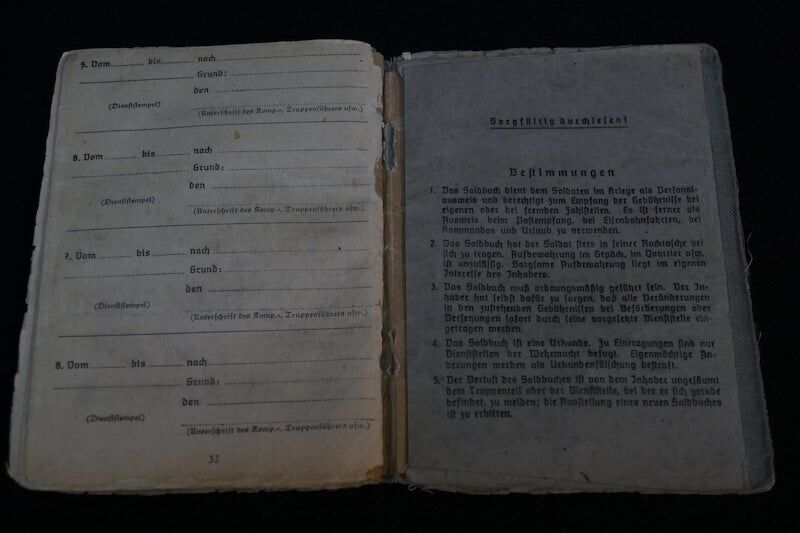 5. Vom ............ bis ............ nach ............
Grund: ............
den ............
(Dienststempel)
(Unterschrift des Komp.-, Truppenführers usw.)
6. Vom ............ bis ............ nach ............
Grund: ............
den ............
(Dienststempel)
(Unterschrift des Komp.-, Truppenführers usw.)
7. Vom ............ bis ............ nach ............
Grund: ............
den ............
(Dienststempel)
(Unterschrift des Komp.-, Truppenführers usw.)
8. Vom ............ bis ............ nach ............
Grund: ............
den ............
(Dienststempel)
(Unterschrift des Komp.-, Truppenführers usw.)
32
Sorgfältig durchlesen!
Bestimmungen
1. Das Soldbuch dient dem Soldaten im Kriege als Personal-
ausweis und berechtigt zum Empfang der Gebührnisse bei
eigenen oder bei fremden Zahlstellen. Es ist ferner als
Ausweis beim Postempfang, bei Eisenbahnfahrten, bei
Kommandos und Urlaub zu verwenden.
2. Das Soldbuch hat der Soldat stets in seiner Rocktasche bei
sich zu tragen. Aufbewahrung im Gepäck, im Quartier usw.
ist unzulässig. Sorgsame Aufbewahrung liegt im eigenen
Interesse des Inhabers.
3. Das Soldbuch muß ordnungsmäßig geführt sein. Der In-
haber hat selbst dafür zu sorgen, daß alle Veränderungen
in den zustehenden Gebührnissen bei Beförderungen oder
Versetzungen sofort durch seine vorgesetzte Dienststelle ein-
getragen werden.
4. Das Soldbuch ist eine Urkunde. Zu Eintragungen sind nur
Dienststellen der Wehrmacht befugt. Eigenmächtige Än-
derungen werden als Urkundenfälschung bestraft.
5. Der Verlust des Soldbuches ist von dem Inhaber ungesäumt
dem Truppenteil oder der Dienststelle, bei der er sich gerade
befindet, zu melden; die Ausstellung eines neuen Soldbuches
ist zu erbitten.